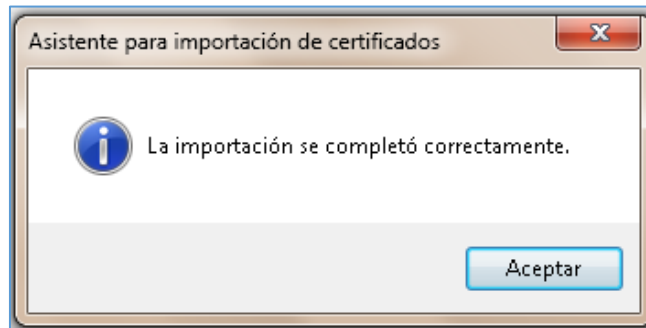 Asistente para importación de certificados
La importación se completó correctamente.
Aceptar